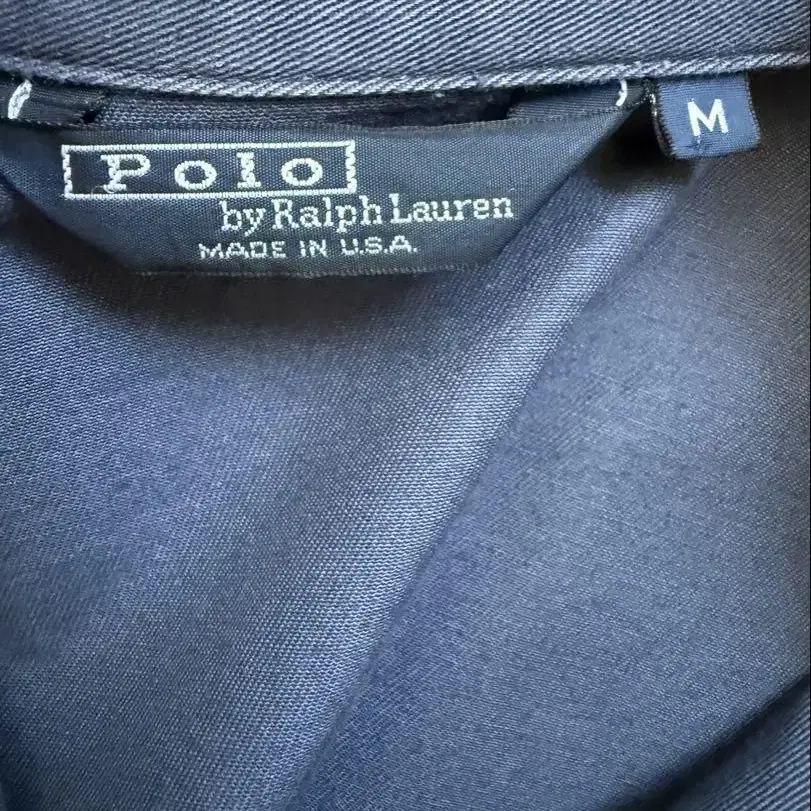 Polo
by Ralph Lauren
MADE IN U.S.A.
M